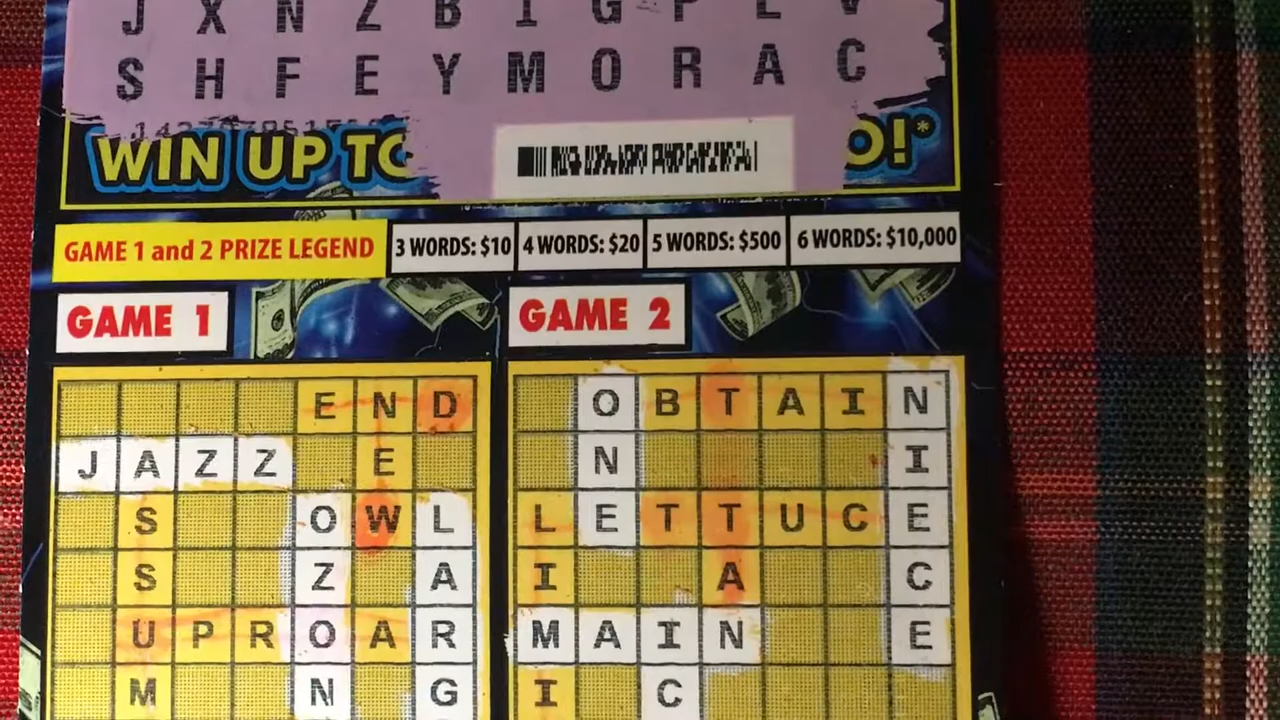 J X N Z B I G P L V
S H F E Y M O R A C
WIN UP TO O!*
GAME 1 and 2 PRIZE LEGEND 3 WORDS: $10 4 WORDS: $20 5 WORDS: $500 6 WORDS: $10,000
GAME 1 GAME 2
E N D O B T A I N
J A Z Z E N I
S O W L L E T T U C E
S Z A I A C
U P R O A R M A I N E
M N G I C